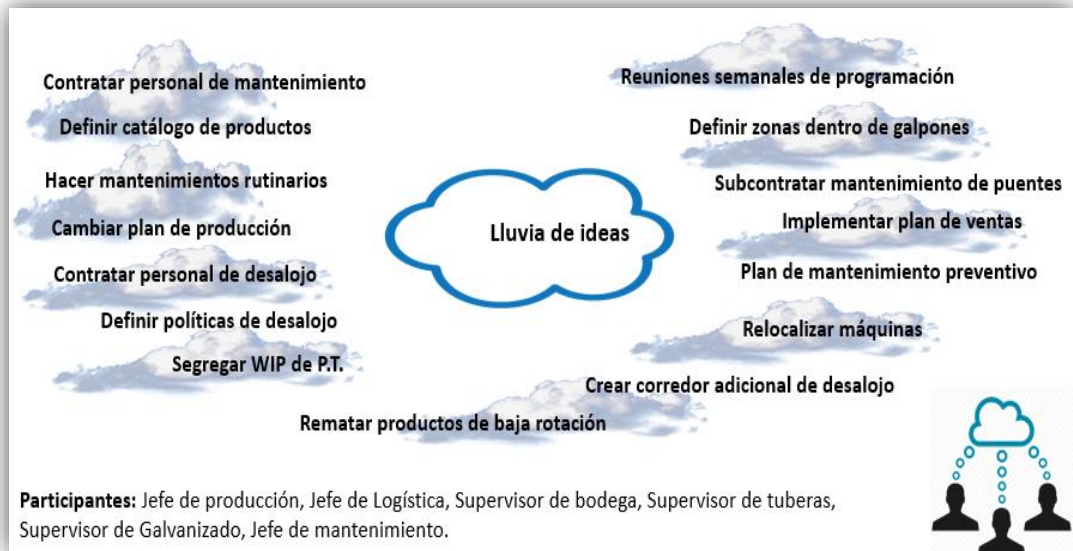 Contratar personal de mantenimiento
Definir catálogo de productos
Hacer mantenimientos rutinarios
Cambiar plan de producción
Contratar personal de desalojo
Definir políticas de desalojo
Segregar WIP de P.T.
Lluvia de ideas
Reuniones semanales de programación
Definir zonas dentro de galpones
Subcontratar mantenimiento de puentes
Implementar plan de ventas
Plan de mantenimiento preventivo
Relocalizar máquinas
Crear corredor adicional de desalojo
Rematar productos de baja rotación
Participantes: Jefe de producción, Jefe de Logística, Supervisor de bodega, Supervisor de tuberas,
Supervisor de Galvanizado, Jefe de mantenimiento.